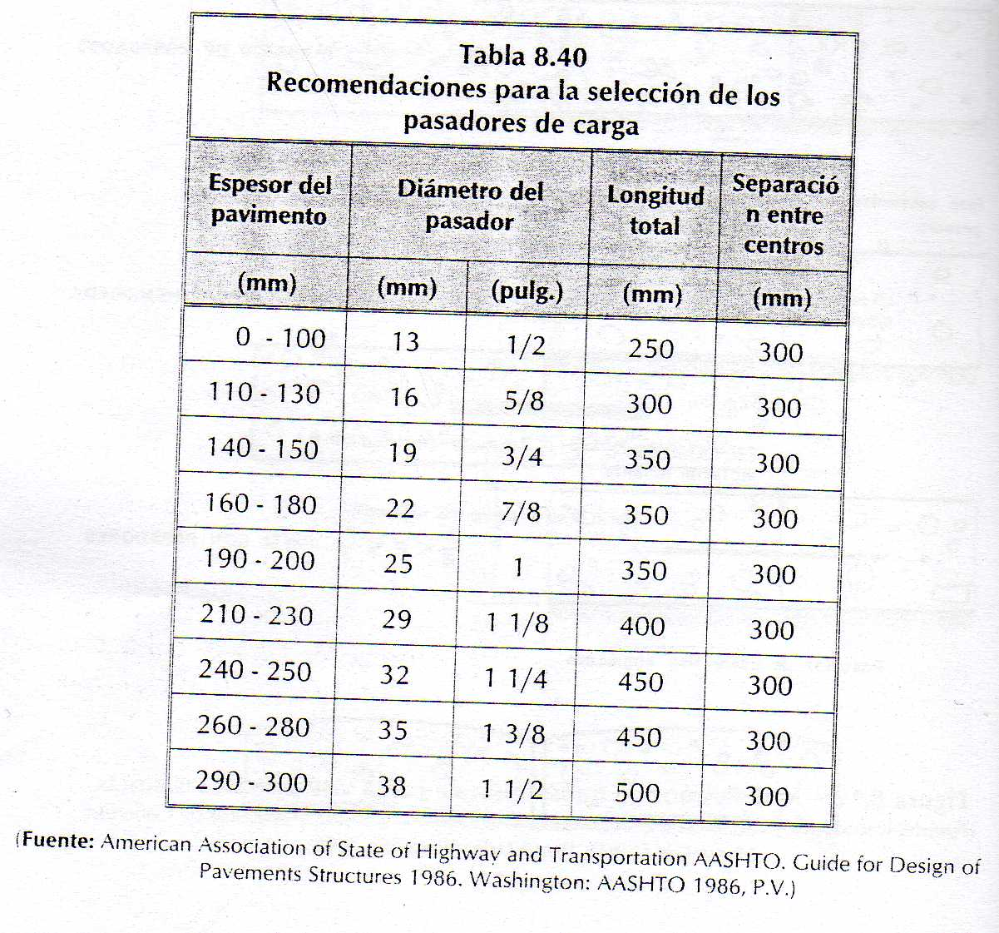 Tabla 8.40
Recomendaciones para la selección de los
pasadores de carga
Espesor del
pavimento
Diámetro del
pasador
Longitud
total
Separació
n entre
centros
(mm) (mm) (pulg.) (mm) (mm)
0 - 100 13 1/2 250 300
110 - 130 16 5/8 300 300
140 - 150 19 3/4 350 300
160 - 180 22 7/8 350 300
190 - 200 25 1 350 300
210 - 230 29 1 1/8 400 300
240 - 250 32 1 1/4 450 300
260 - 280 35 1 3/8 450 300
290 - 300 38 1 1/2 500 300
(Fuente: American Association of State of Highway and Transportation AASHTO. Guide for Design of
Pavements Structures 1986. Washington: AASHTO 1986, P.V.)